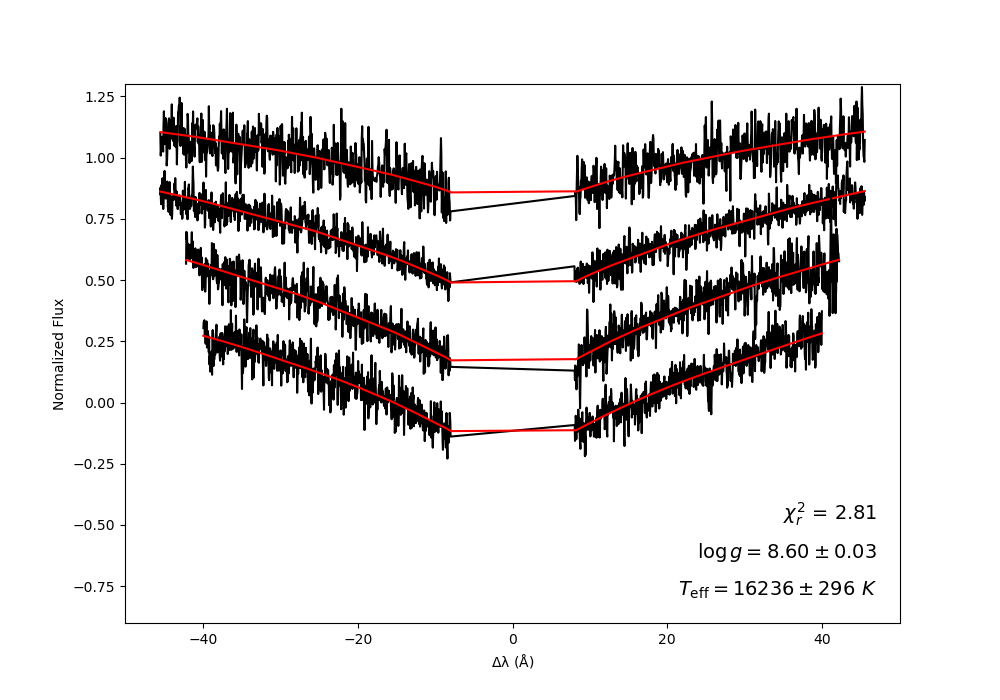 1.25
1.00
0.75
0.50
0.25
0.00
−0.25
−0.50
−0.75
Normalized Flux
χ²ᵣ = 2.81
log g = 8.60 ± 0.03
T_eff = 16236 ± 296 K
−40
−20
0
20
40
Δλ (Å)